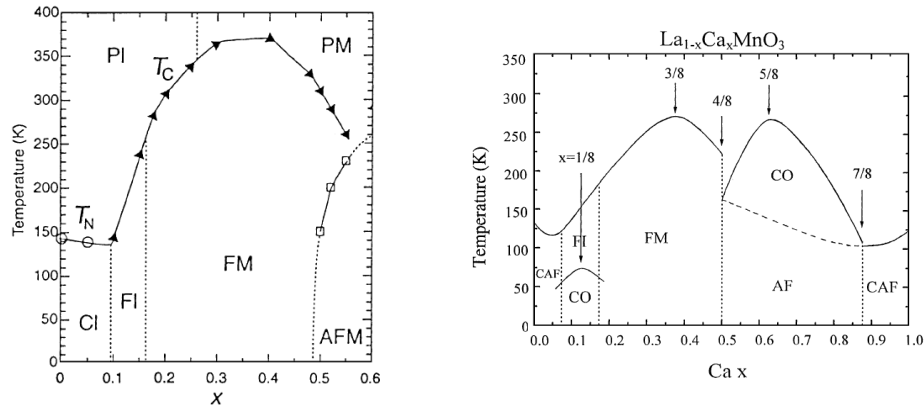 400
350
300
250
200
150
100
50
0
Temperature (K)
PI
PM
T_C
T_N
FM
FI
CI
AFM
0
0.1
0.2
0.3
0.4
0.5
0.6
x
La1-xCaxMnO3
350
300
250
200
150
100
50
0
Temperature (K)
3/8
5/8
4/8
x=1/8
CO
7/8
FI
FM
CAF
CO
AF
CAF
0.0
0.1
0.2
0.3
0.4
0.5
0.6
0.7
0.8
0.9
1.0
Ca x